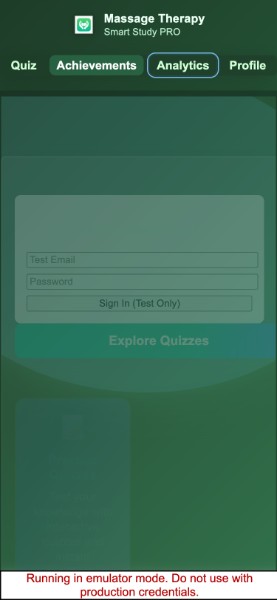 Massage Therapy
Smart Study PRO
Quiz Achievements Analytics Profile
Test Email
Password
Sign In (Test Only)
Explore Quizzes
Running in emulator mode. Do not use with
production credentials.